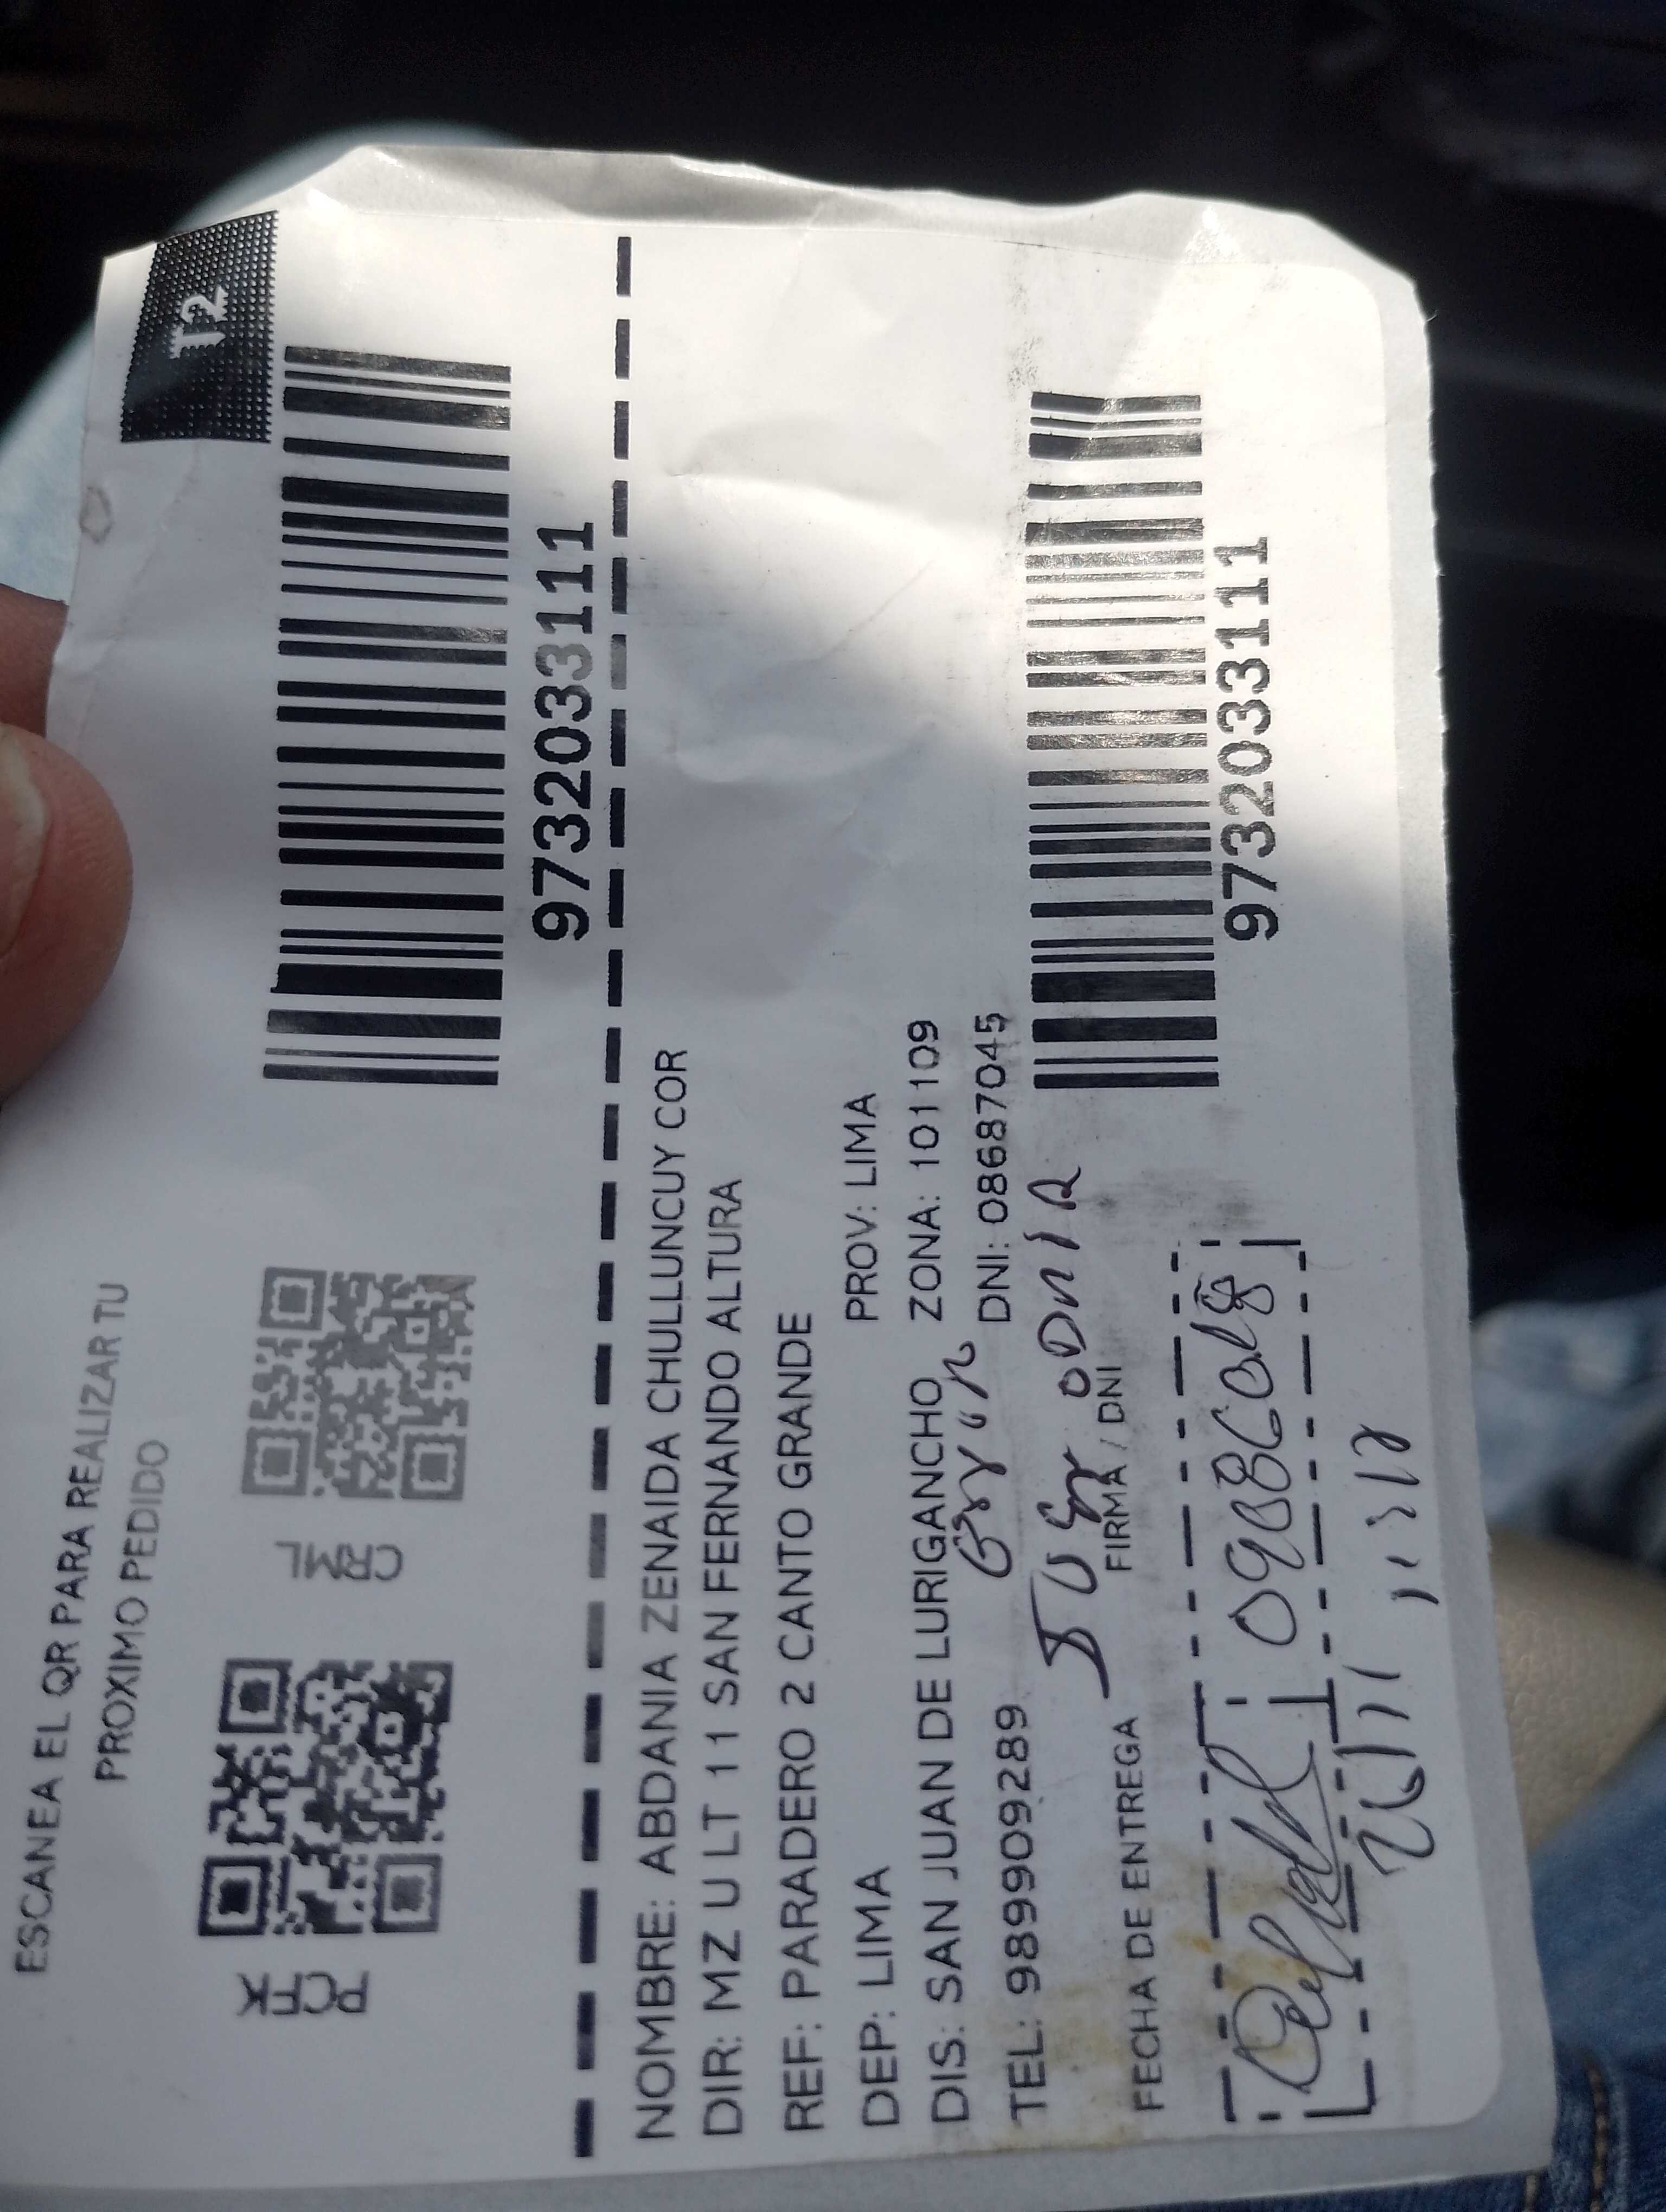 ESCANEA EL QR PARA REALIZAR TU
PROXIMO PEDIDO
PCFK
CRML
T2
9732033111
NOMBRE: ABDANIA ZENAIDA CHULLUNCUY COR
DIR: MZ U LT 11 SAN FERNANDO ALTURA
REF: PARADERO 2 CANTO GRANDE
DEP: LIMA PROV: LIMA
DIS: SAN JUAN DE LURIGANCHO ZONA: 101109
TEL: 989909289 DNI: 08687045
FECHA DE ENTREGA FIRMA / DNI
9732033111